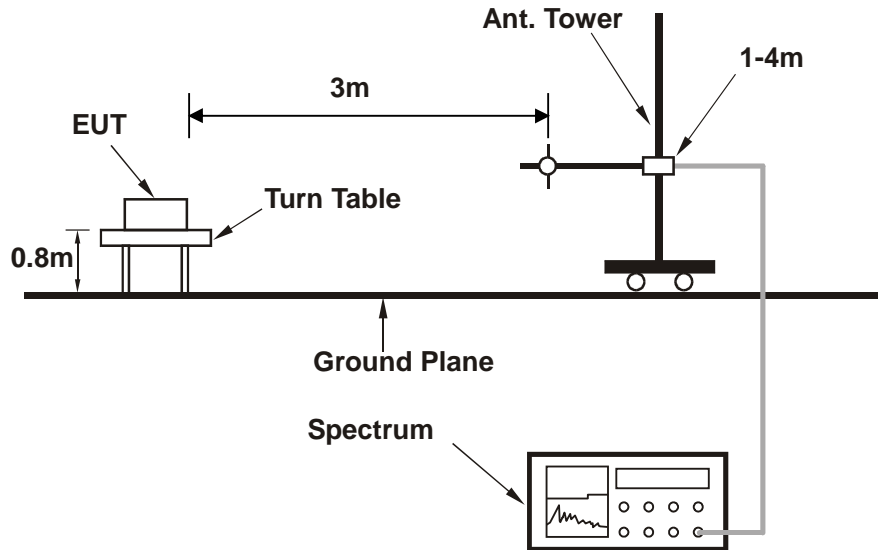 Ant. Tower
1-4m
3m
EUT
Turn Table
0.8m
Ground Plane
Spectrum